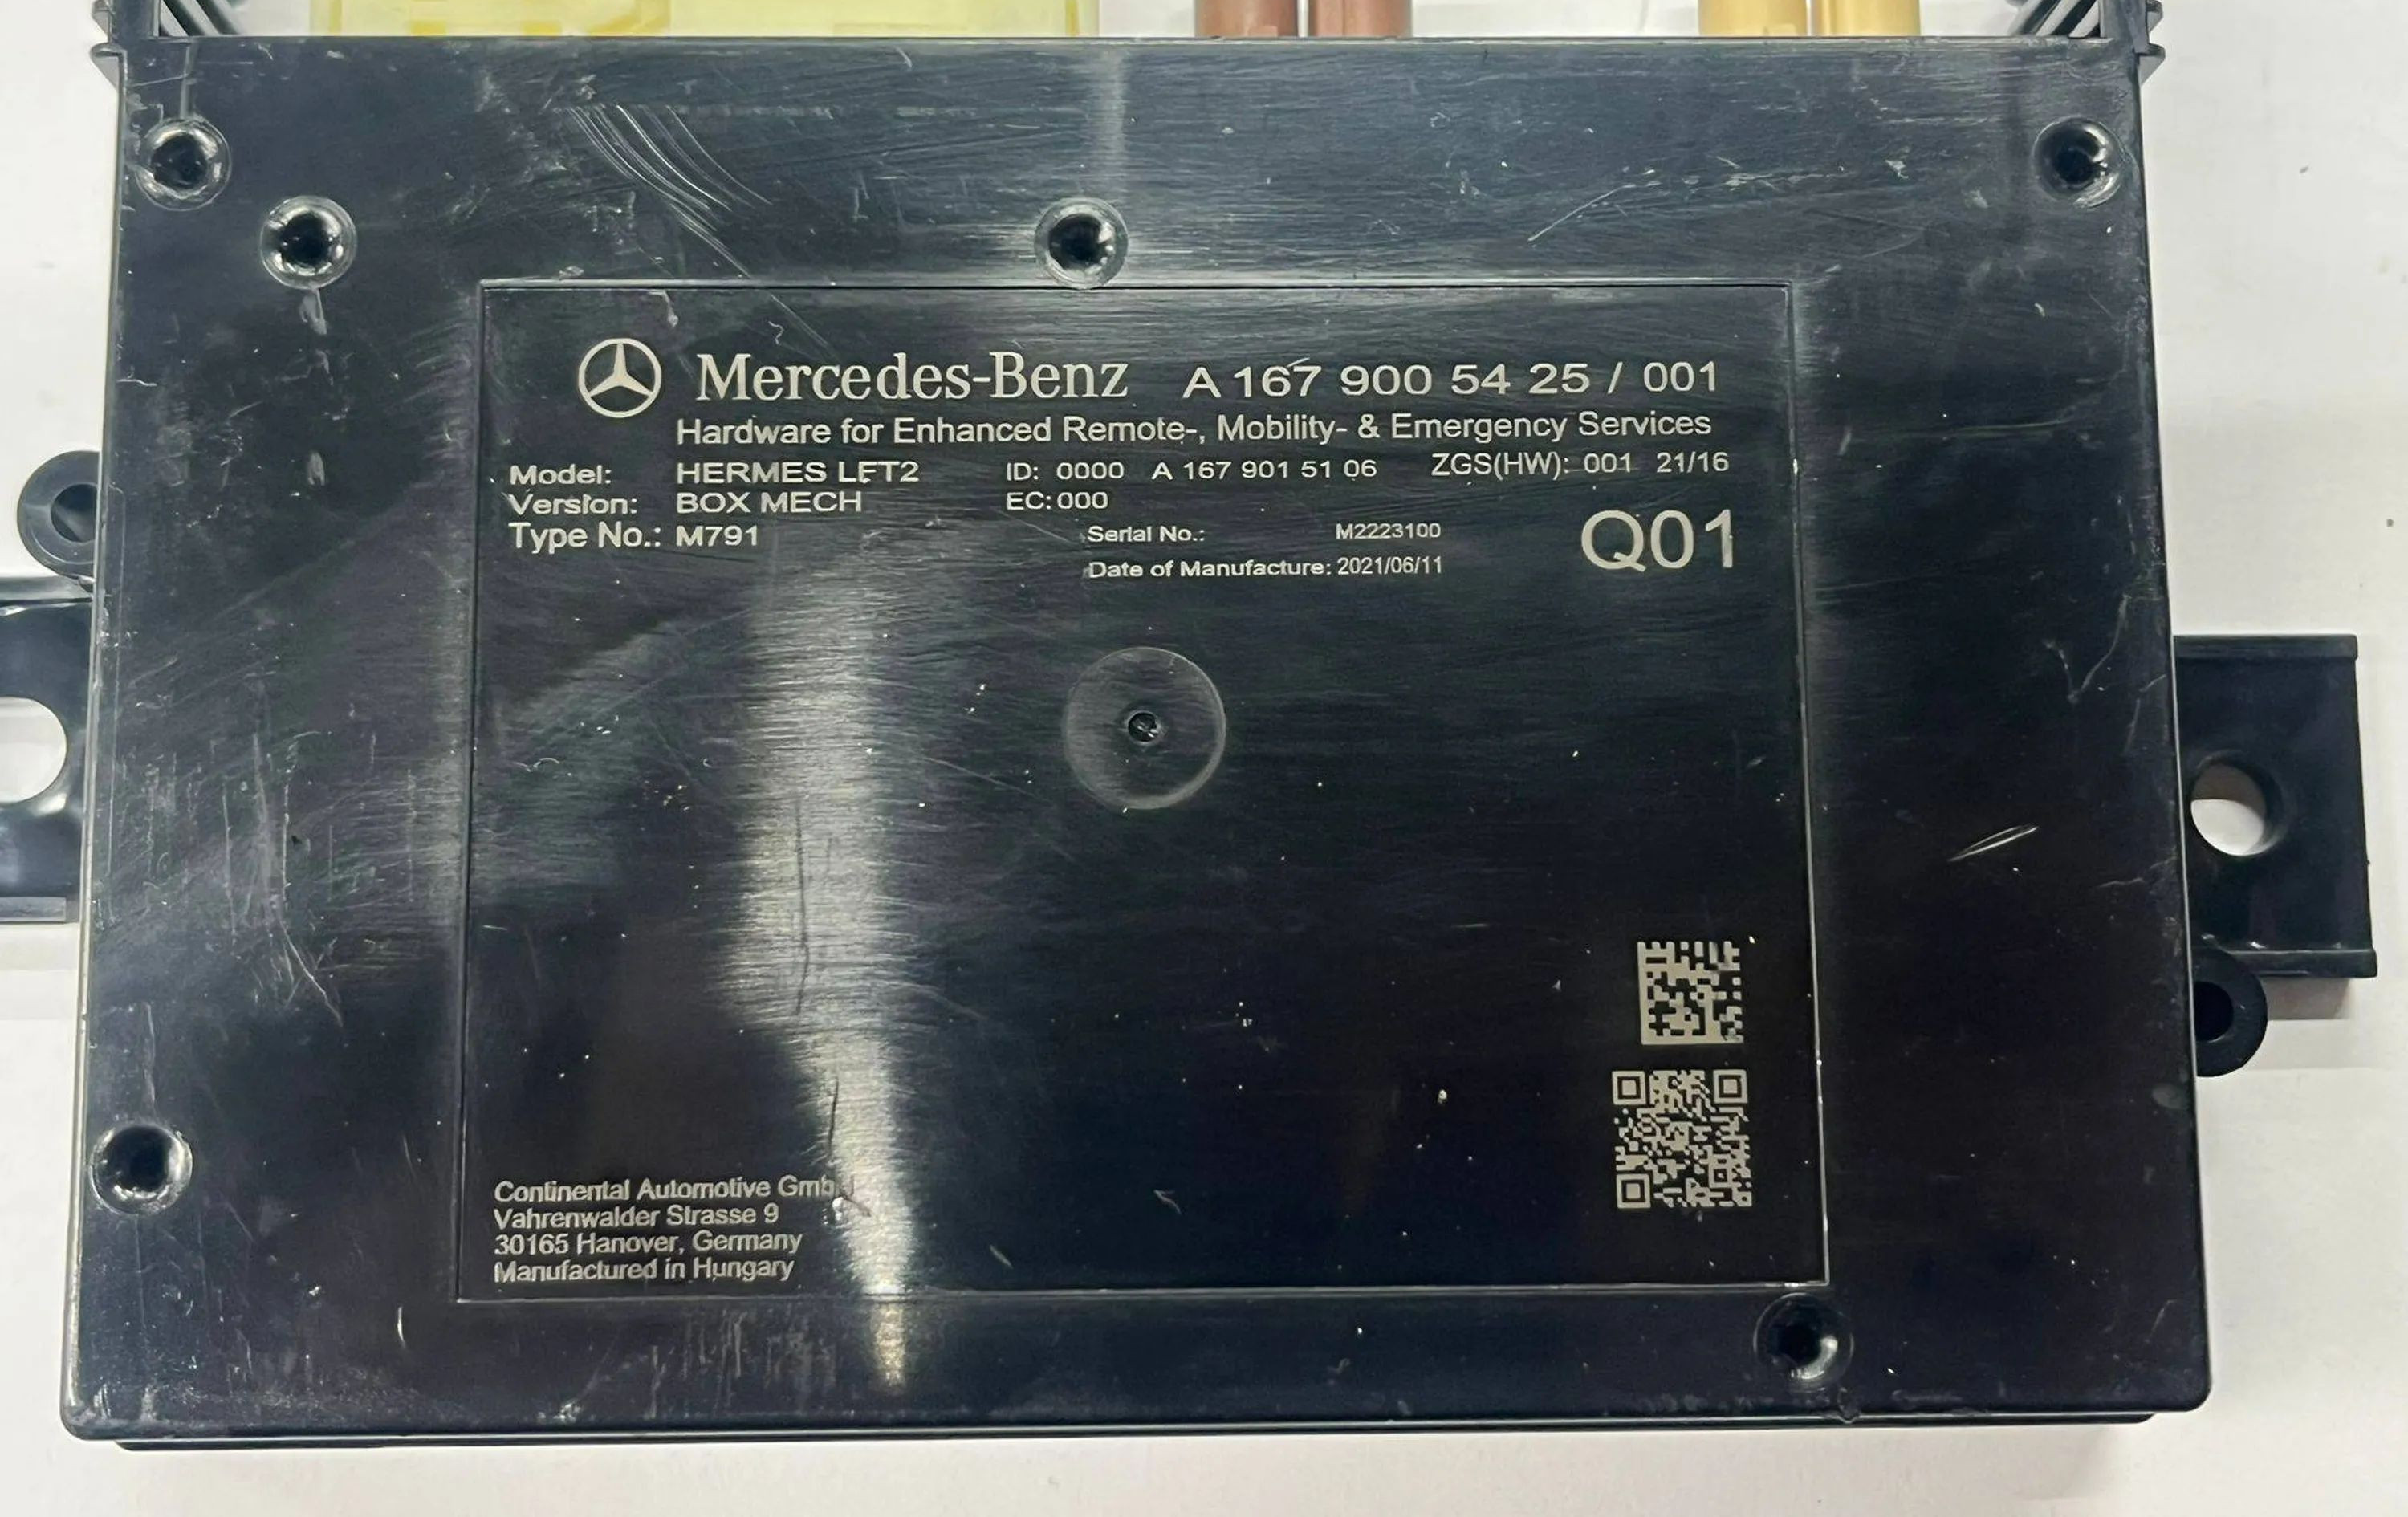 Mercedes-Benz A 167 900 54 25 / 001
Hardware for Enhanced Remote-, Mobility- & Emergency Services
Model: HERMES LFT2 ID: 0000 A 167 901 51 06 ZGS(HW): 001 21/16
Version: BOX MECH EC: 000
Type No.: M791 Serial No.: M2223100 Q01
Date of Manufacture: 2021/06/11
Continental Automotive GmbH
Vahrenwalder Strasse 9
30165 Hanover, Germany
Manufactured in Hungary